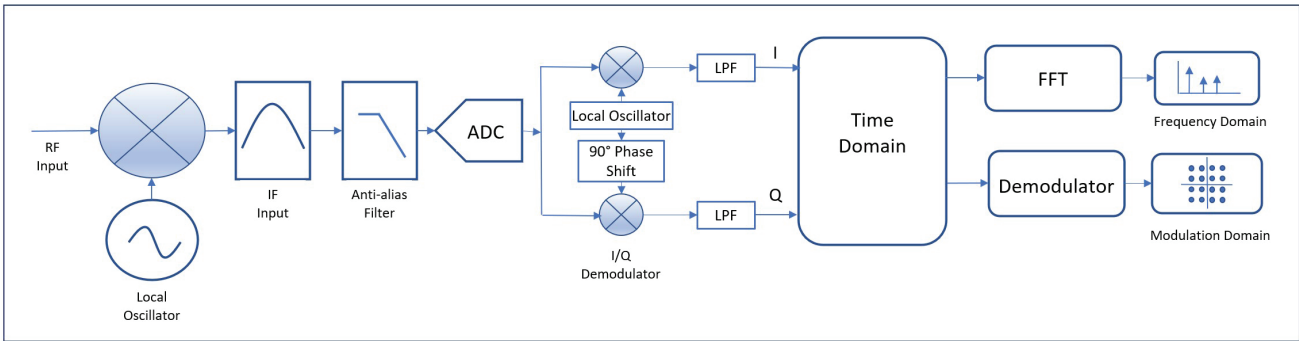 RF
Input
Local
Oscillator
IF
Input
Anti-alias
Filter
ADC
Local Oscillator
90° Phase
Shift
I/Q
Demodulator
LPF
I
LPF
Q
Time
Domain
FFT
Frequency Domain
Demodulator
Modulation Domain